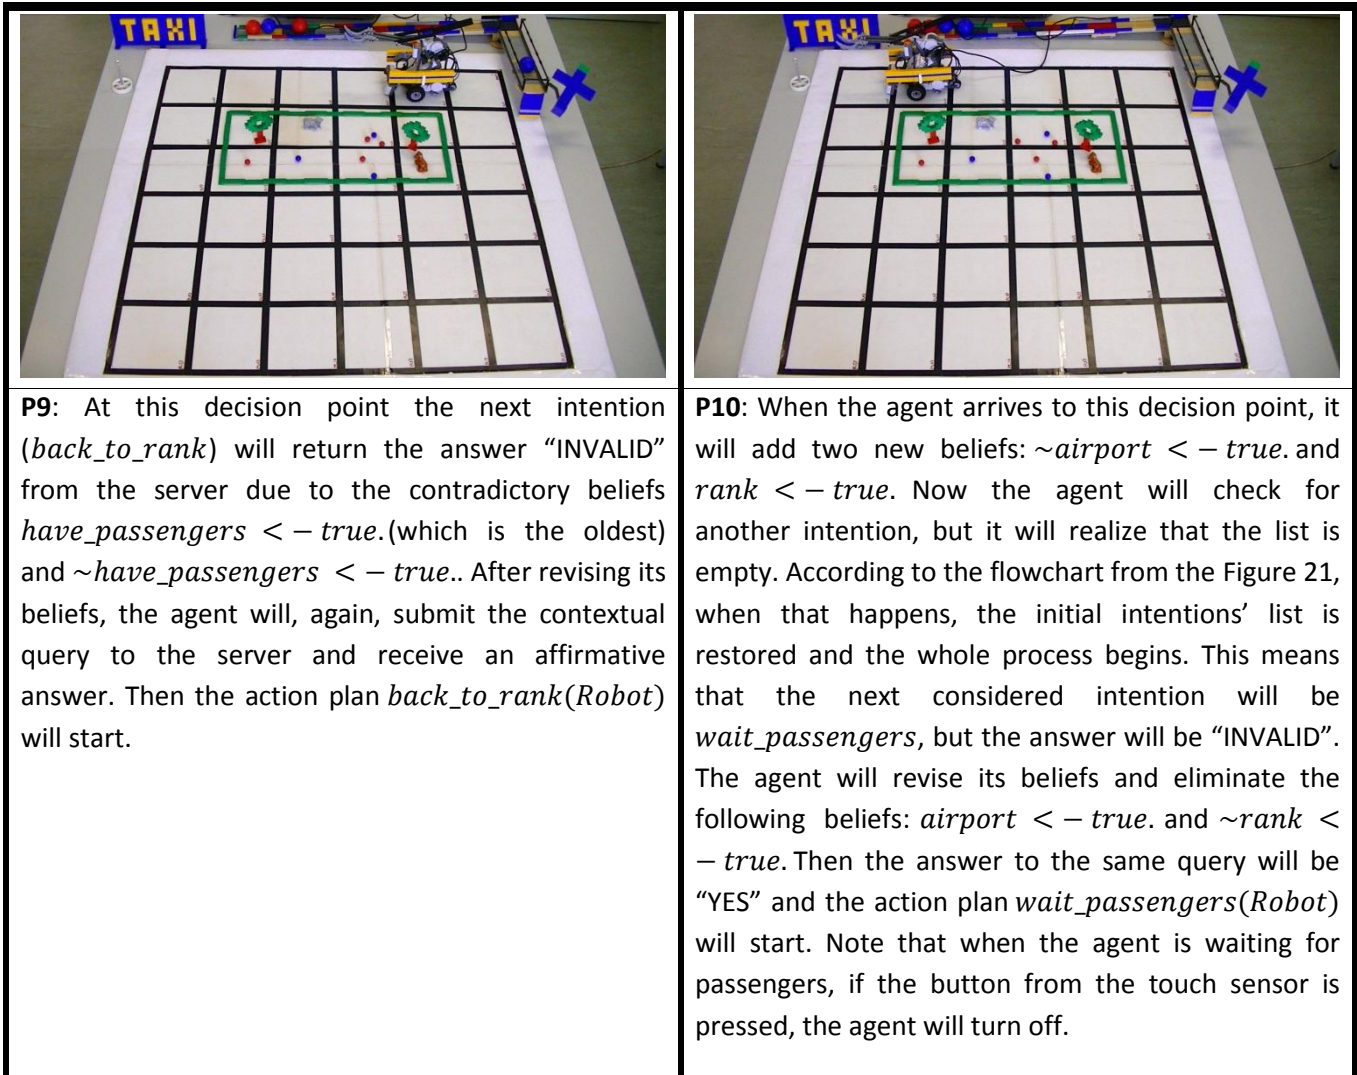 TAXI
TAXI
P9: At this decision point the next intention
(back_to_rank) will return the answer “INVALID”
from the server due to the contradictory beliefs
have_passengers < − true.(which is the oldest)
and ~have_passengers < − true.. After revising its
beliefs, the agent will, again, submit the contextual
query to the server and receive an affirmative
answer. Then the action plan back_to_rank(Robot)
will start.
P10: When the agent arrives to this decision point, it
will add two new beliefs: ~airport < − true. and
rank < − true. Now the agent will check for
another intention, but it will realize that the list is
empty. According to the flowchart from the Figure 21,
when that happens, the initial intentions’ list is
restored and the whole process begins. This means
that the next considered intention will be
wait_passengers, but the answer will be “INVALID”.
The agent will revise its beliefs and eliminate the
following beliefs: airport < − true. and ~rank <
− true. Then the answer to the same query will be
“YES” and the action plan wait_passengers(Robot)
will start. Note that when the agent is waiting for
passengers, if the button from the touch sensor is
pressed, the agent will turn off.